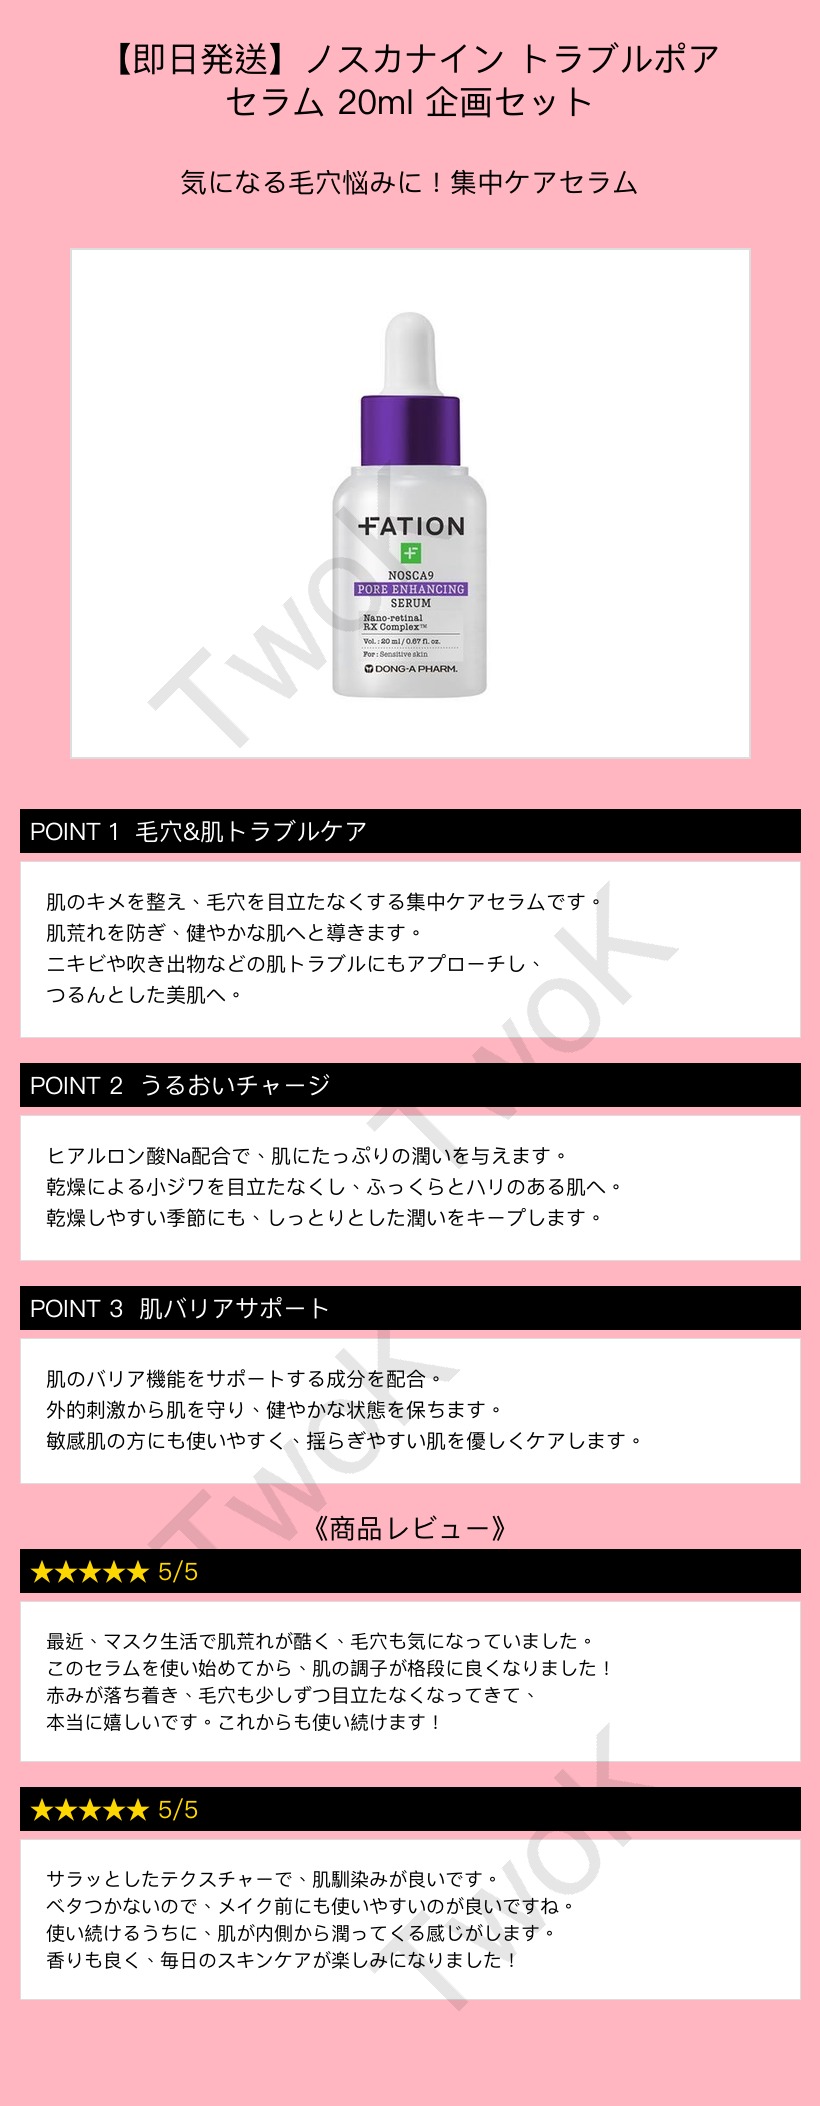 【即日発送】ノスカナイン トラブルポア
セラム 20ml 企画セット
気になる毛穴悩みに！集中ケアセラム
FATION
NOSCA9
PORE ENHANCING
SERUM
Nano-retinal
RX Complex™
Vol. : 20 ml / 0.67 fl. oz.
For : Sensitive skin
DONG-A PHARM.
TwoK
POINT 1 毛穴&肌トラブルケア
肌のキメを整え、毛穴を目立たなくする集中ケアセラムです。
肌荒れを防ぎ、健やかな肌へと導きます。
ニキビや吹き出物などの肌トラブルにもアプローチし、
つるんとした美肌へ。
TwoK
POINT 2 うるおいチャージ
ヒアルロン酸Na配合で、肌にたっぷりの潤いを与えます。
乾燥による小ジワを目立たなくし、ふっくらとハリのある肌へ。
乾燥しやすい季節にも、しっとりとした潤いをキープします。
POINT 3 肌バリアサポート
肌のバリア機能をサポートする成分を配合。
外的刺激から肌を守り、健やかな状態を保ちます。
敏感肌の方にも使いやすく、揺らぎやすい肌を優しくケアします。
TwoK
《商品レビュー》
★★★★★ 5/5
最近、マスク生活で肌荒れが酷く、毛穴も気になっていました。
このセラムを使い始めてから、肌の調子が格段に良くなりました！
赤みが落ち着き、毛穴も少しずつ目立たなくなってきて、
本当に嬉しいです。これからも使い続けます！
★★★★★ 5/5
サラッとしたテクスチャーで、肌馴染みが良いです。
ベタつかないので、メイク前にも使いやすいのが良いですね。
使い続けるうちに、肌が内側から潤ってくる感じがします。
香りも良く、毎日のスキンケアが楽しみになりました！
TwoK